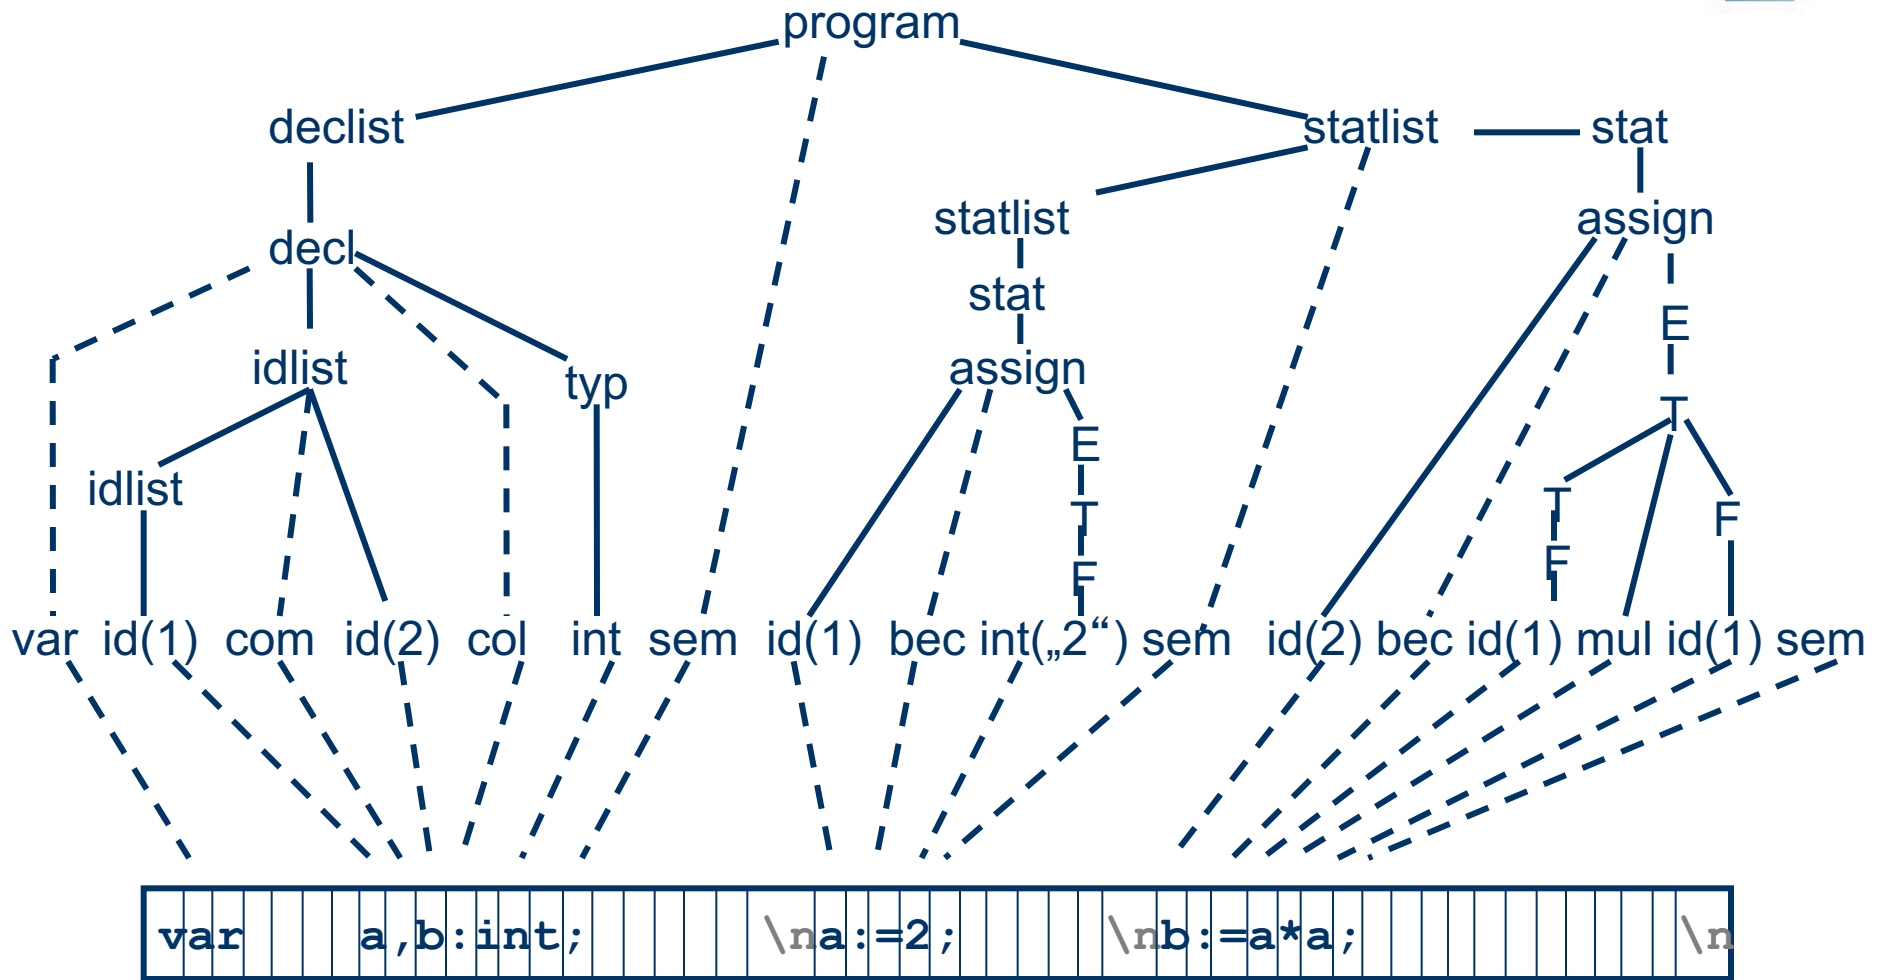 program
declist statlist stat
statlist assign
decl
stat
E
idlist typ assign
T
E
idlist T T F
F F
var id(1) com id(2) col int sem id(1) bec int(„2“) sem id(2) bec id(1) mul id(1) sem
var a,b:int; \na:=2; \nb:=a*a; \n